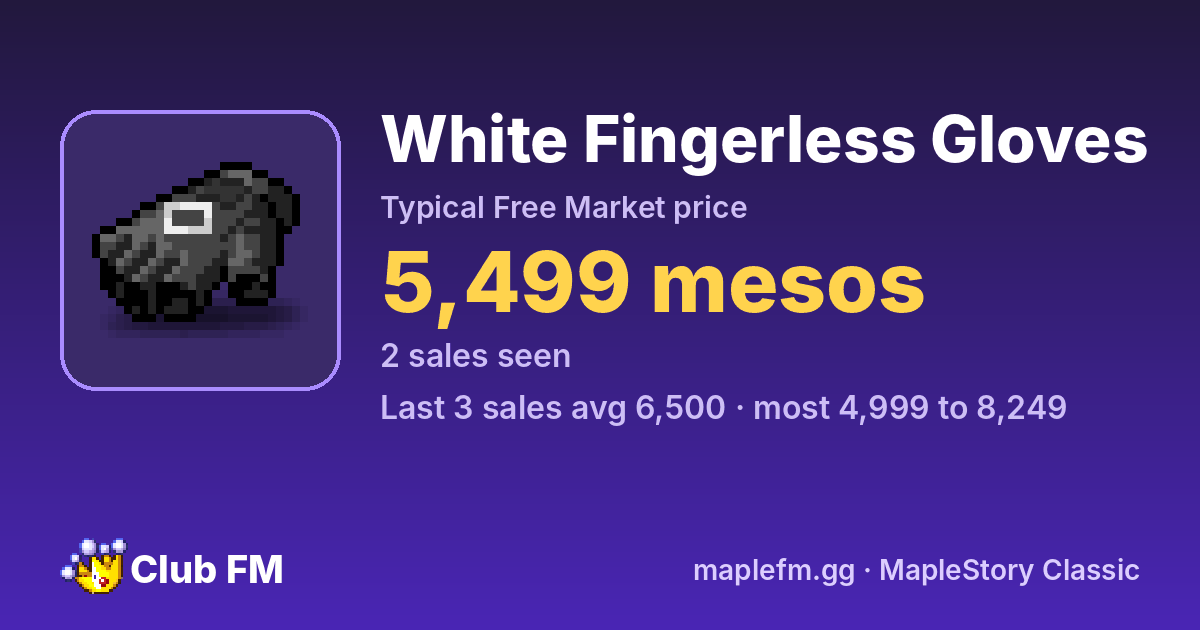 White Fingerless Gloves
Typical Free Market price
5,499 mesos
2 sales seen
Last 3 sales avg 6,500 · most 4,999 to 8,249
Club FM
maplefm.gg · MapleStory Classic